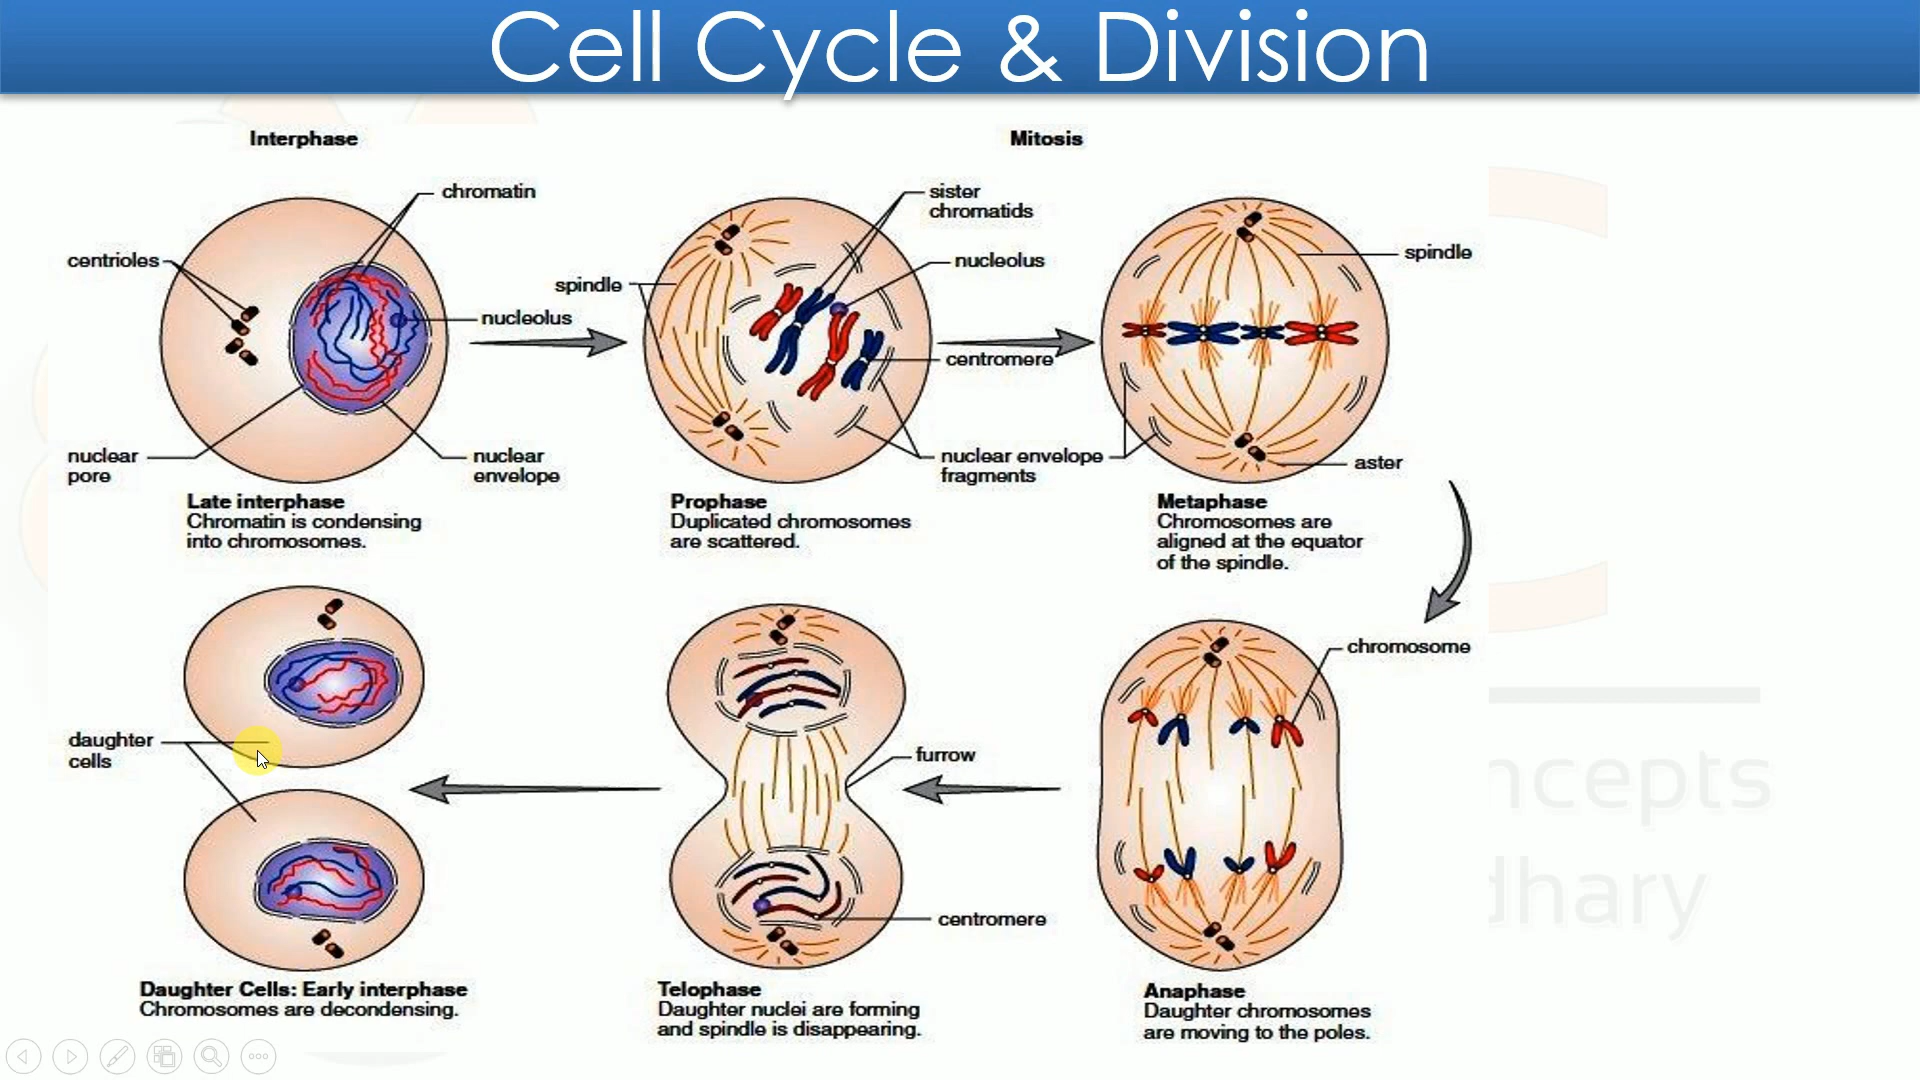 Cell Cycle & Division
Interphase
Mitosis
chromatin
centrioles
nucleolus
nuclear
pore
nuclear
envelope
Late interphase
Chromatin is condensing
into chromosomes.
sister
chromatids
nucleolus
spindle
centromere
nuclear envelope
fragments
Prophase
Duplicated chromosomes
are scattered.
spindle
aster
Metaphase
Chromosomes are
aligned at the equator
of the spindle.
chromosome
Anaphase
Daughter chromosomes
are moving to the poles.
furrow
centromere
Telophase
Daughter nuclei are forming
and spindle is disappearing.
daughter
cells
Daughter Cells: Early interphase
Chromosomes are decondensing.
ncepts
dhary